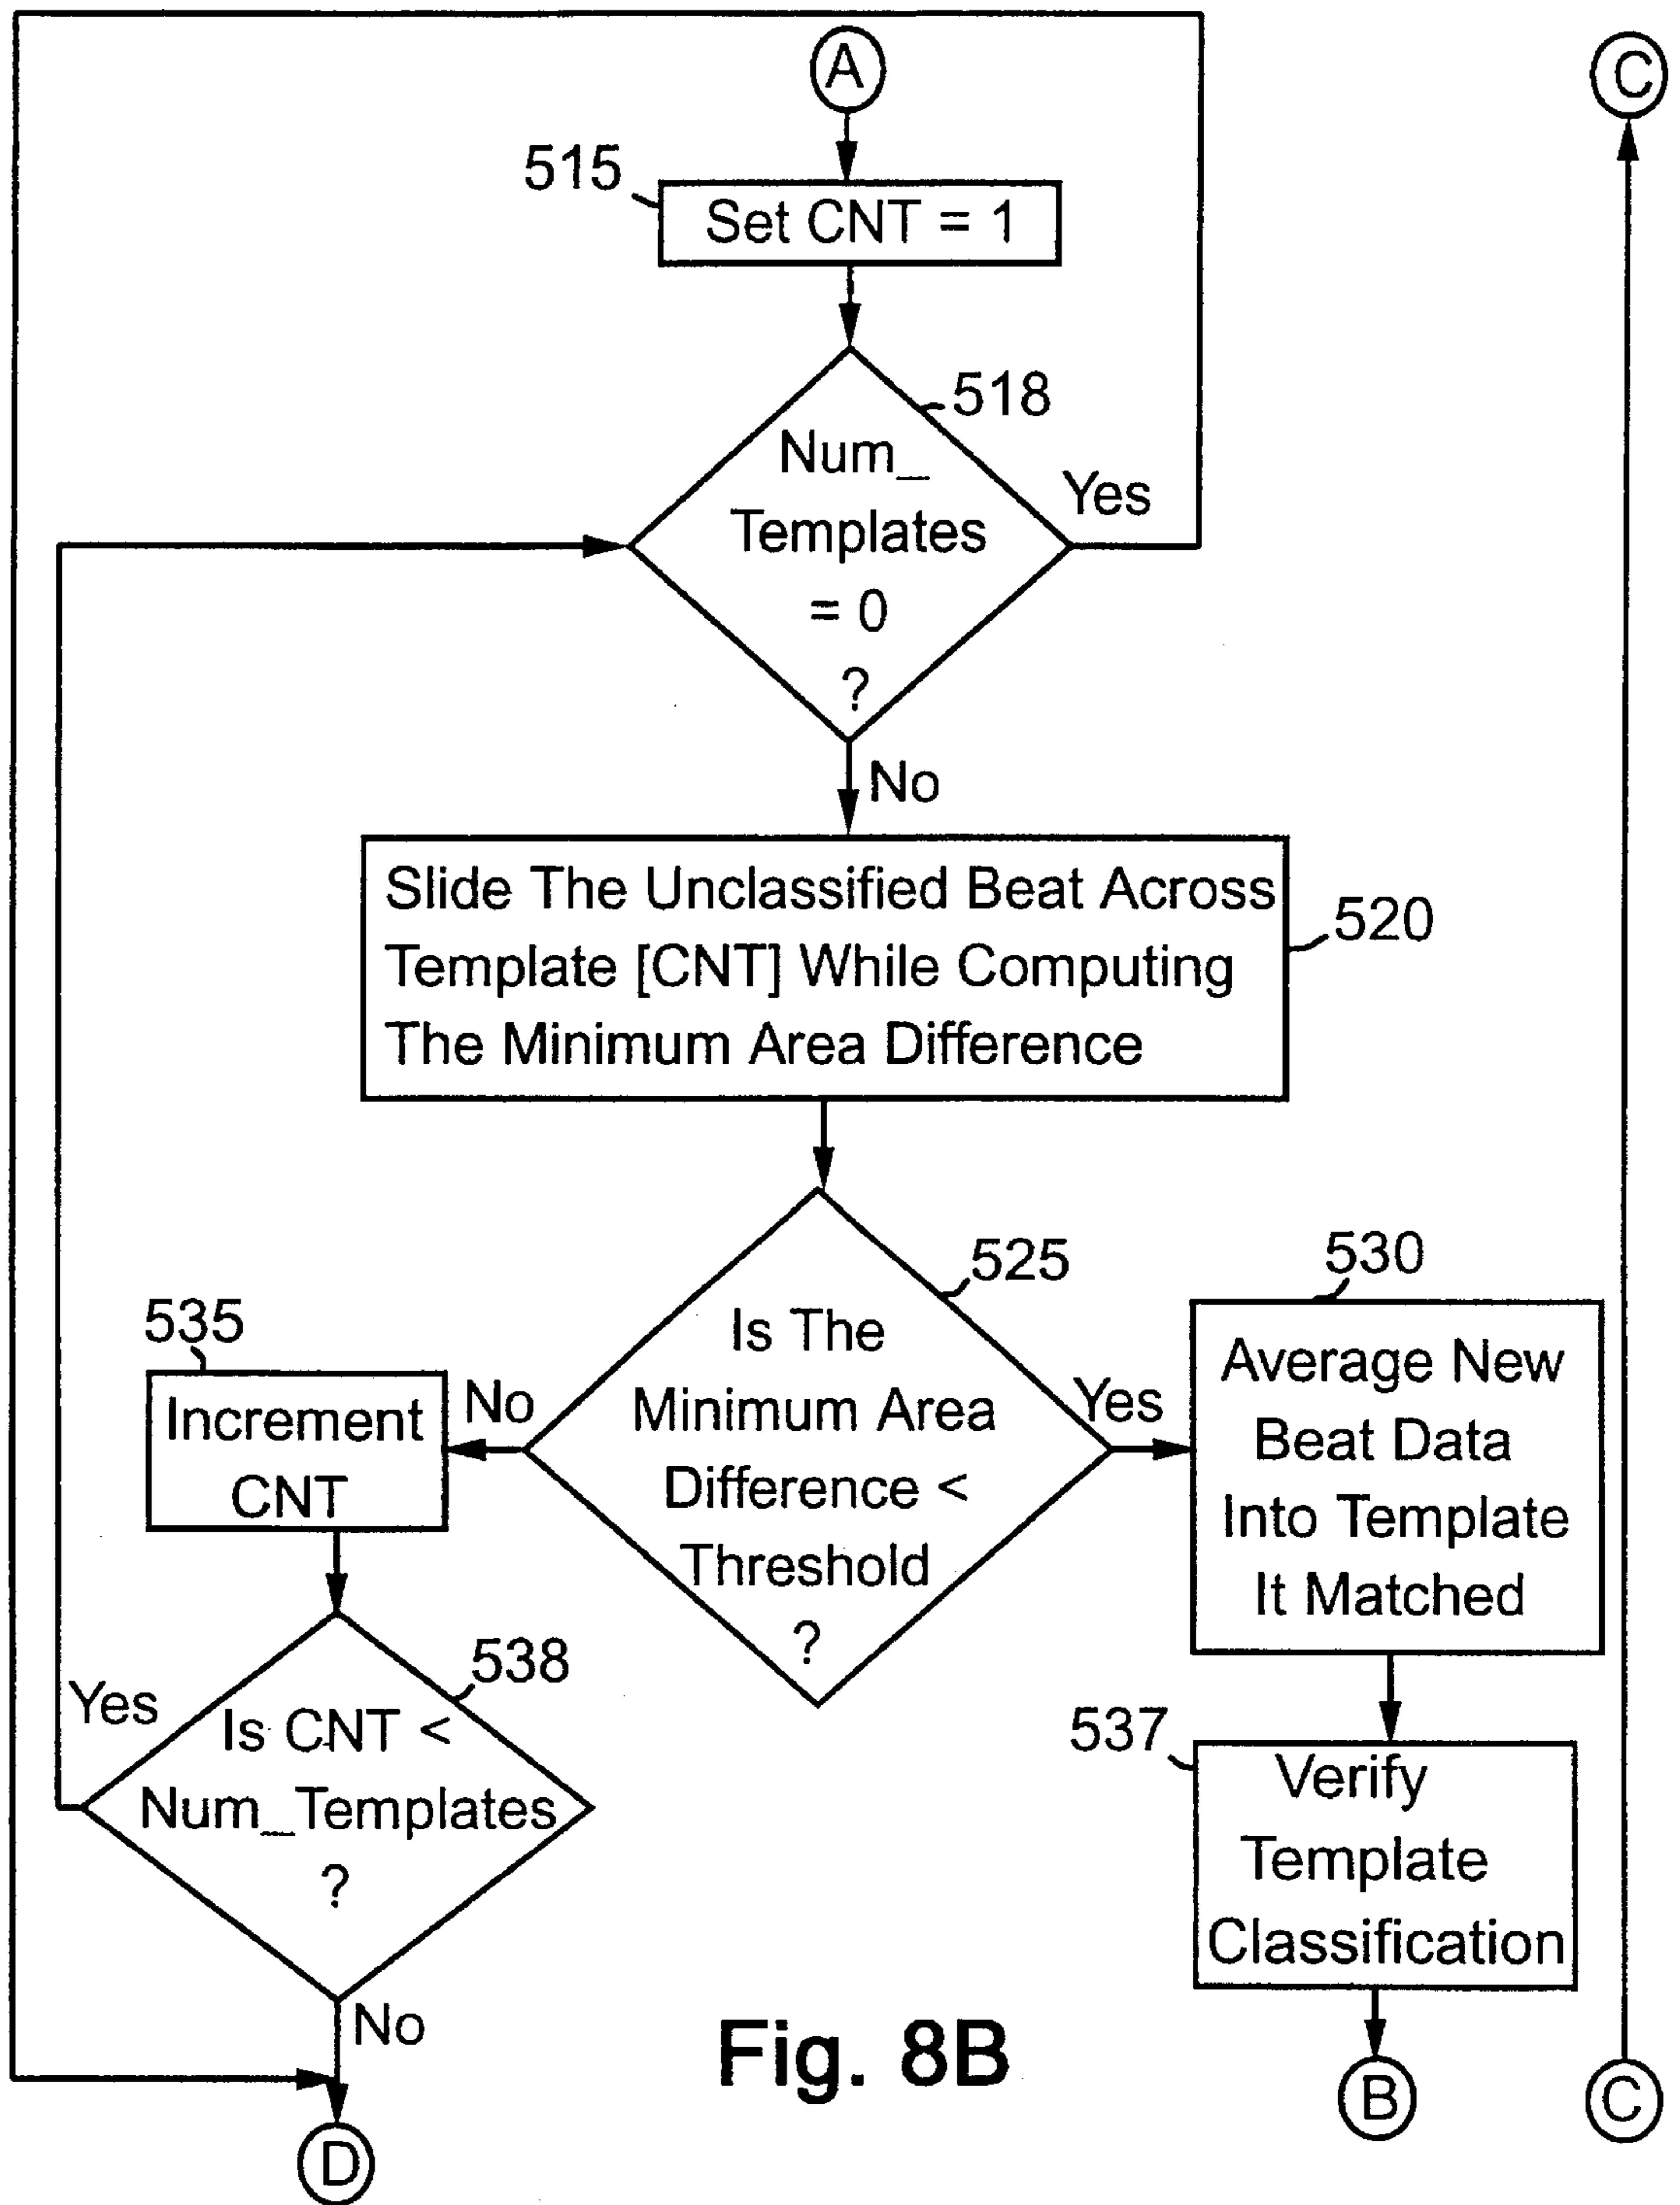 A
C
515
Set CNT = 1
518
Num_
Templates
= 0
?
Yes
No
Slide The Unclassified Beat Across
Template [CNT] While Computing
The Minimum Area Difference
520
525
Is The
Minimum Area
Difference <
Threshold
?
No
Yes
535
Increment
CNT
530
Average New
Beat Data
Into Template
It Matched
538
Is CNT <
Num_Templates
?
Yes
No
537
Verify
Template
Classification
Fig. 8B
B
C
D